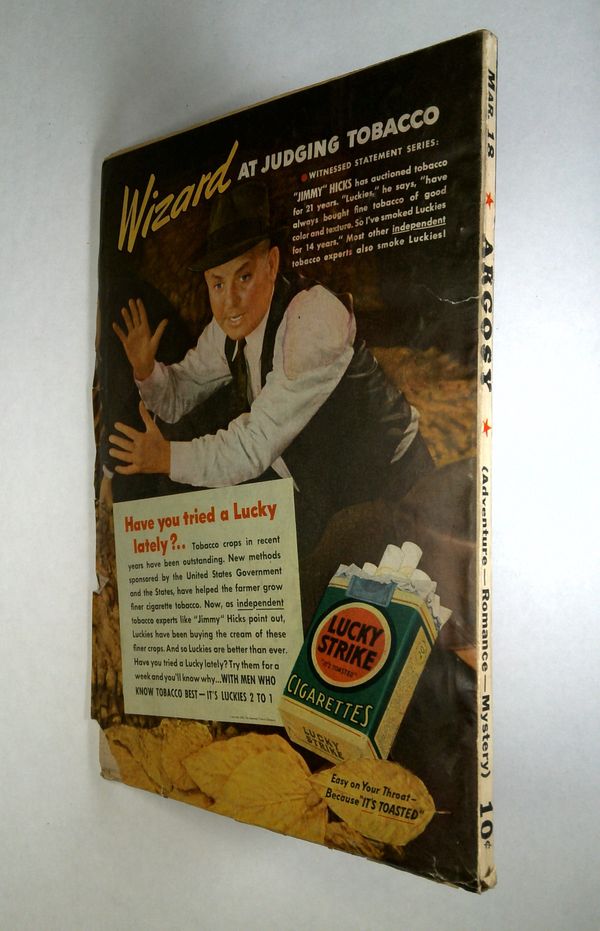 Wizard AT JUDGING TOBACCO
WITNESSED STATEMENT SERIES:
"JIMMY" HICKS has auctioned tobacco
for 21 years. "Luckies," he says, "have
always bought fine tobacco of good
color and texture. So I've smoked Luckies
for 14 years." Most other independent
tobacco experts also smoke Luckies!
Have you tried a Lucky
lately?.. Tobacco crops in recent
years have been outstanding. New methods
sponsored by the United States Government
and the States, have helped the farmer grow
finer cigarette tobacco. Now, as independent
tobacco experts like "Jimmy" Hicks point out,
Luckies have been buying the cream of these
finer crops. And so Luckies are better than ever.
Have you tried a Lucky lately? Try them for a
week and you'll know why...WITH MEN WHO
KNOW TOBACCO BEST—IT'S LUCKIES 2 TO 1
LUCKY
STRIKE
"IT'S TOASTED"
CIGARETTES
LUCKY
STRIKE
Easy on Your Throat—
Because "IT'S TOASTED"
MAR. 18 ★ ARGOSY ★ (Adventure—Romance—Mystery) 10¢